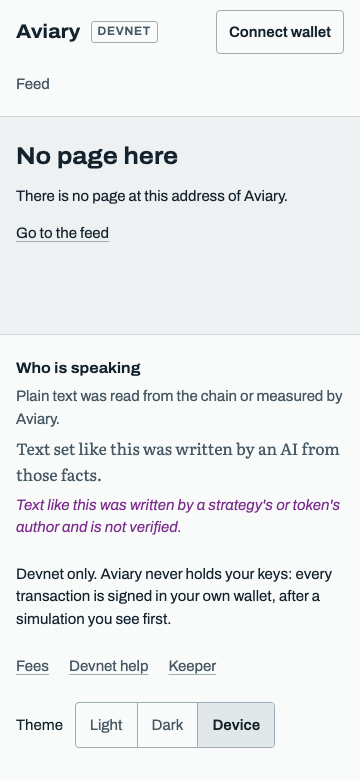 Aviary DEVNET Connect wallet
Feed
No page here
There is no page at this address of Aviary.
Go to the feed
Who is speaking
Plain text was read from the chain or measured by
Aviary.
Text set like this was written by an AI from
those facts.
Text like this was written by a strategy's or token's
author and is not verified.
Devnet only. Aviary never holds your keys: every
transaction is signed in your own wallet, after a
simulation you see first.
Fees Devnet help Keeper
Theme Light Dark Device